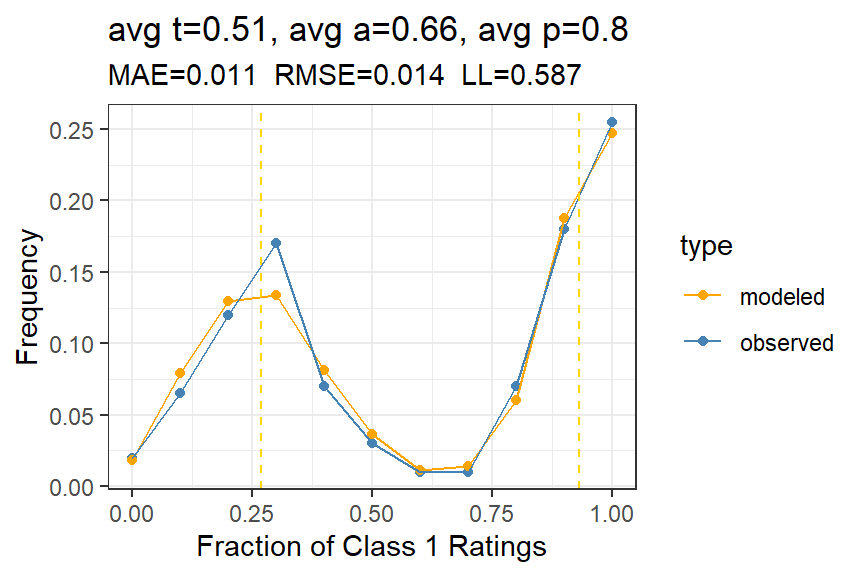 avg t=0.51, avg a=0.66, avg p=0.8
MAE=0.011  RMSE=0.014  LL=0.587
Frequency
0.25
0.20
0.15
0.10
0.05
0.00
0.00 0.25 0.50 0.75 1.00
Fraction of Class 1 Ratings
type
modeled
observed